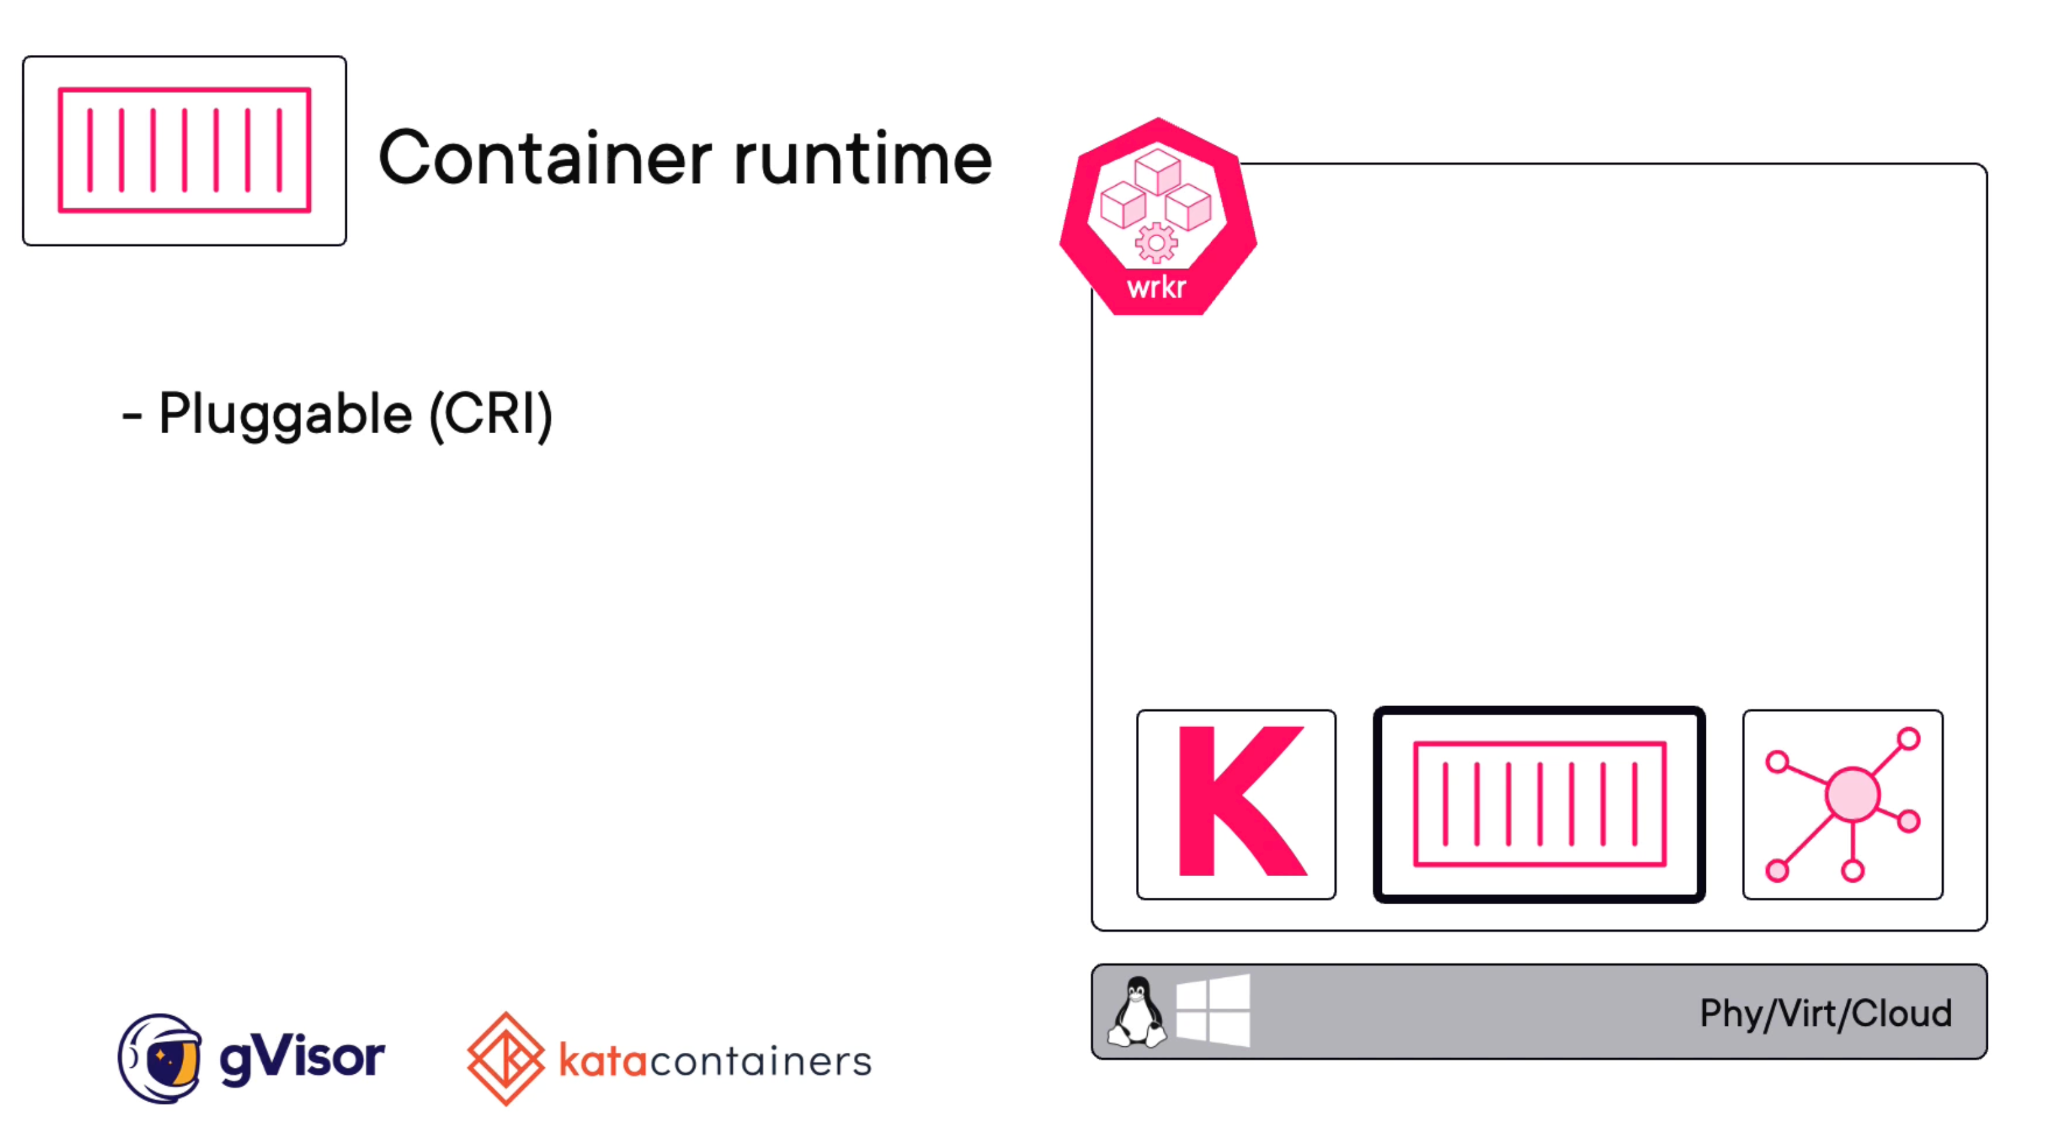 Container runtime
- Pluggable (CRI)
wrkr
K
Phy/Virt/Cloud
gVisor
katacontainers